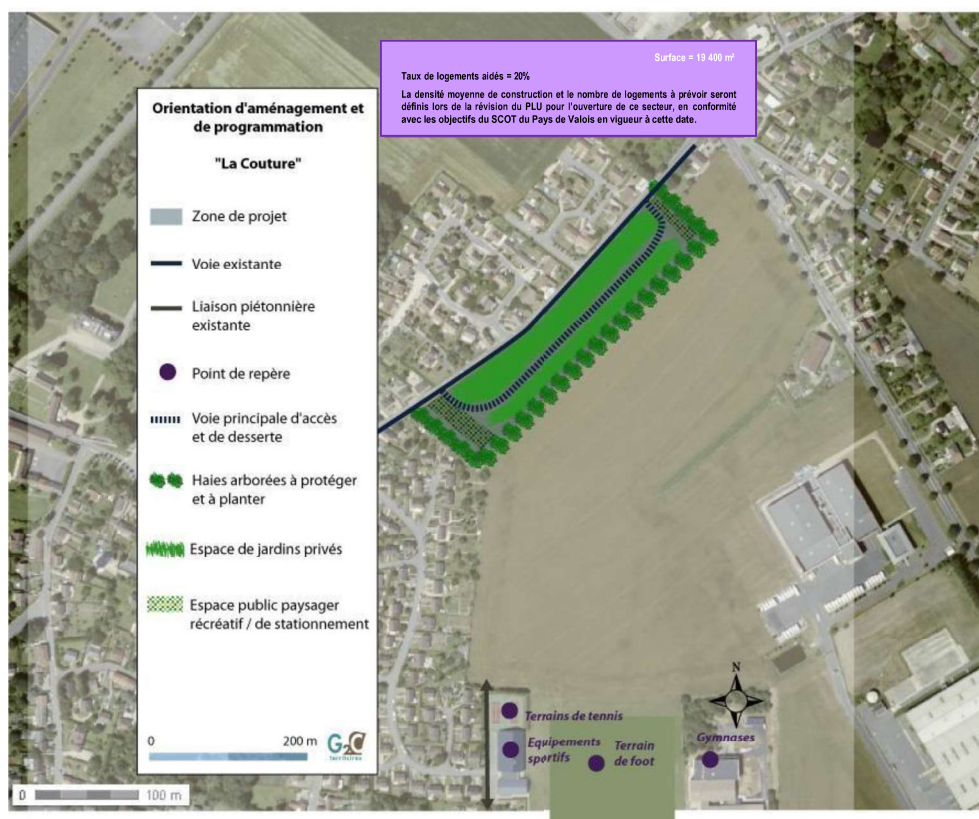 Surface = 19 400 m²
Taux de logements aidés = 20%
La densité moyenne de construction et le nombre de logements à prévoir seront
définis lors de la révision du PLU pour l'ouverture de ce secteur, en conformité
avec les objectifs du SCOT du Pays de Valois en vigueur à cette date.
Orientation d'aménagement et
de programmation
"La Couture"
Zone de projet
Voie existante
Liaison piétonnière
existante
Point de repère
Voie principale d'accès
et de desserte
Haies arborées à protéger
et à planter
Espace de jardins privés
Espace public paysager
récréatif / de stationnement
0 200 m
G2C
territoires
0 100 m
N
Terrains de tennis
Equipements
sportifs
Terrain
de foot
Gymnases